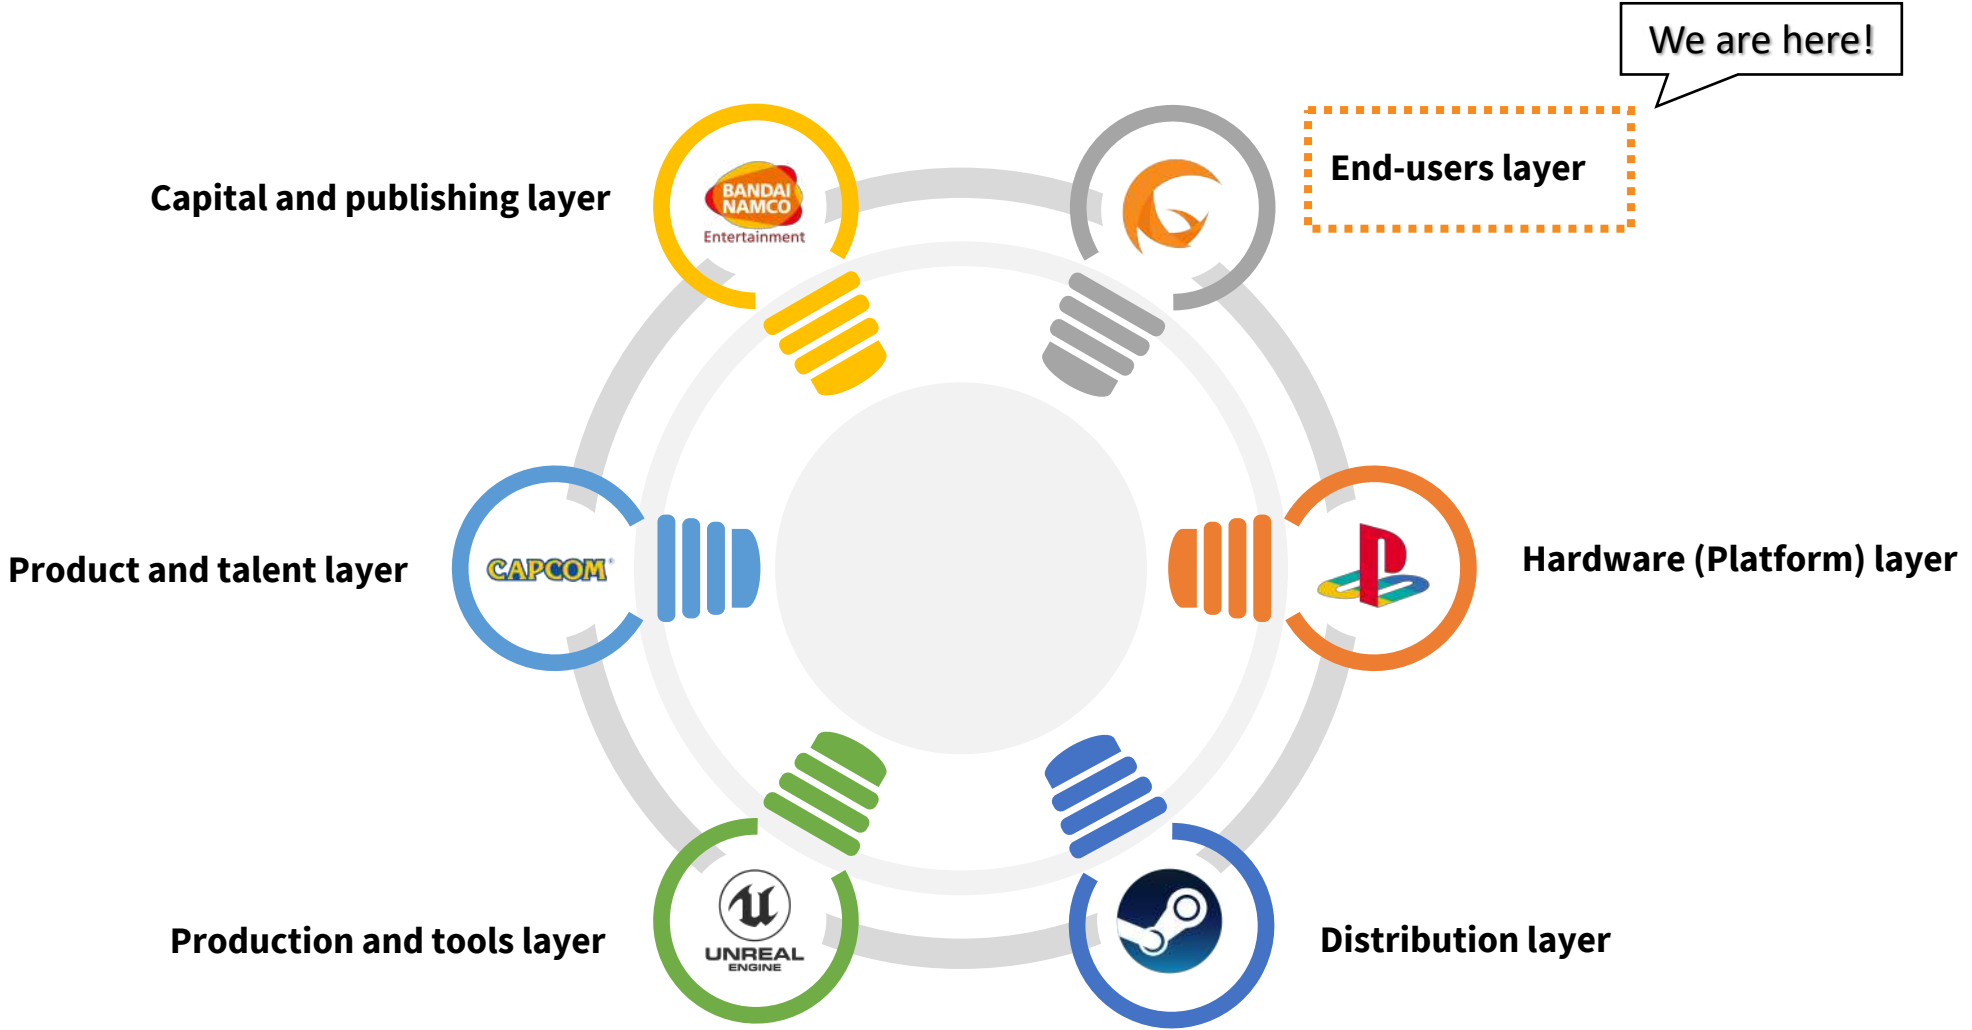 We are here!
End-users layer
Capital and publishing layer
BANDAI
NAMCO
Entertainment
Product and talent layer
CAPCOM
Hardware (Platform) layer
Production and tools layer
UNREAL
ENGINE
Distribution layer